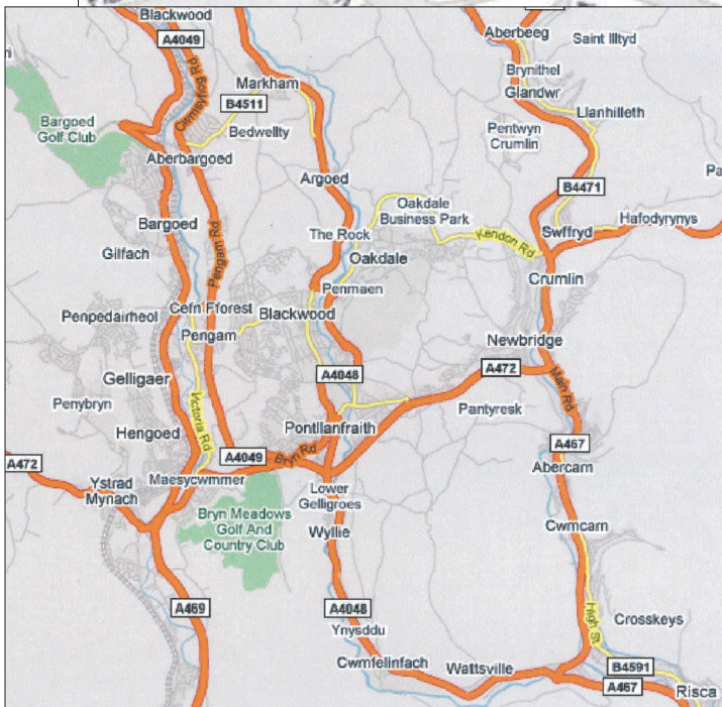 Blackwood
Aberbeeg
Saint Illtyd
A4049
Brynithel
Glandwr
Markham
B4511
Llanhilleth
Bargoed
Golf Club
Bedwellty
Pentwyn
Crumlin
Aberbargoed
Pa
Argoed
B4471
Oakdale
Business Park
Hafodyrynys
Bargoed
Swffryd
The Rock
Kendon Rd
Gilfach
Pengam Rd
Oakdale
Crumlin
Penmaen
Cefn Fforest
Blackwood
Penpedairheol
Pengam
Newbridge
A472
Gelligaer
A4048
Main Rd
Penybryn
Victoria Rd
Pantyresk
Hengoed
Pontllanfraith
A467
A4049
Bryn Rd
A472
Abercarn
Ystrad
Mynach
Maesycwmmer
Lower
Gelligroes
Bryn Meadows
Golf And
Country Club
Wyllie
Cwmcarn
A469
A4048
High St
Crosskeys
Ynysddu
Cwmfelinfach
Wattsville
B4591
A467
Risca